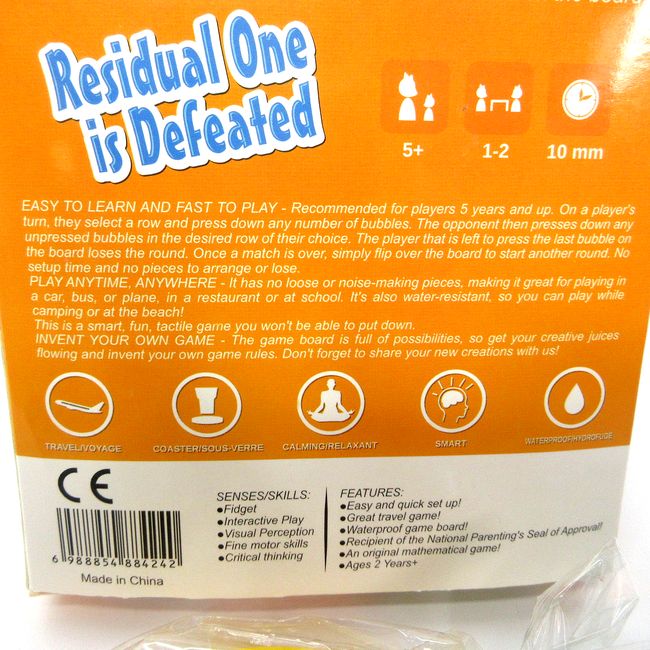 the board
Residual One
is Defeated
5+
1-2
10 mm
EASY TO LEARN AND FAST TO PLAY - Recommended for players 5 years and up. On a player's
turn, they select a row and press down any number of bubbles. The opponent then presses down any
unpressed bubbles in the desired row of their choice. The player that is left to press the last bubble on
the board loses the round. Once a match is over, simply flip over the board to start another round. No
setup time and no pieces to arrange or lose.
PLAY ANYTIME, ANYWHERE - It has no loose or noise-making pieces, making it great for playing in
a car, bus, or plane, in a restaurant or at school. It's also water-resistant, so you can play while
camping or at the beach!
This is a smart, fun, tactile game you won't be able to put down.
INVENT YOUR OWN GAME - The game board is full of possibilities, so get your creative juices
flowing and invent your own game rules. Don't forget to share your new creations with us!
TRAVEL/VOYAGE
COASTER/SOUS-VERRE
CALMING/RELAXANT
SMART
WATERPROOF/HYDROFUGE
CE
6 988854 884242
Made in China
SENSES/SKILLS:
●Fidget
●Interactive Play
●Visual Perception
●Fine motor skills
●Critical thinking
FEATURES:
●Easy and quick set up!
●Great travel game!
●Waterproof game board!
●Recipient of the National Parenting's Seal of Approval!
●An original mathematical game!
●Ages 2 Years+